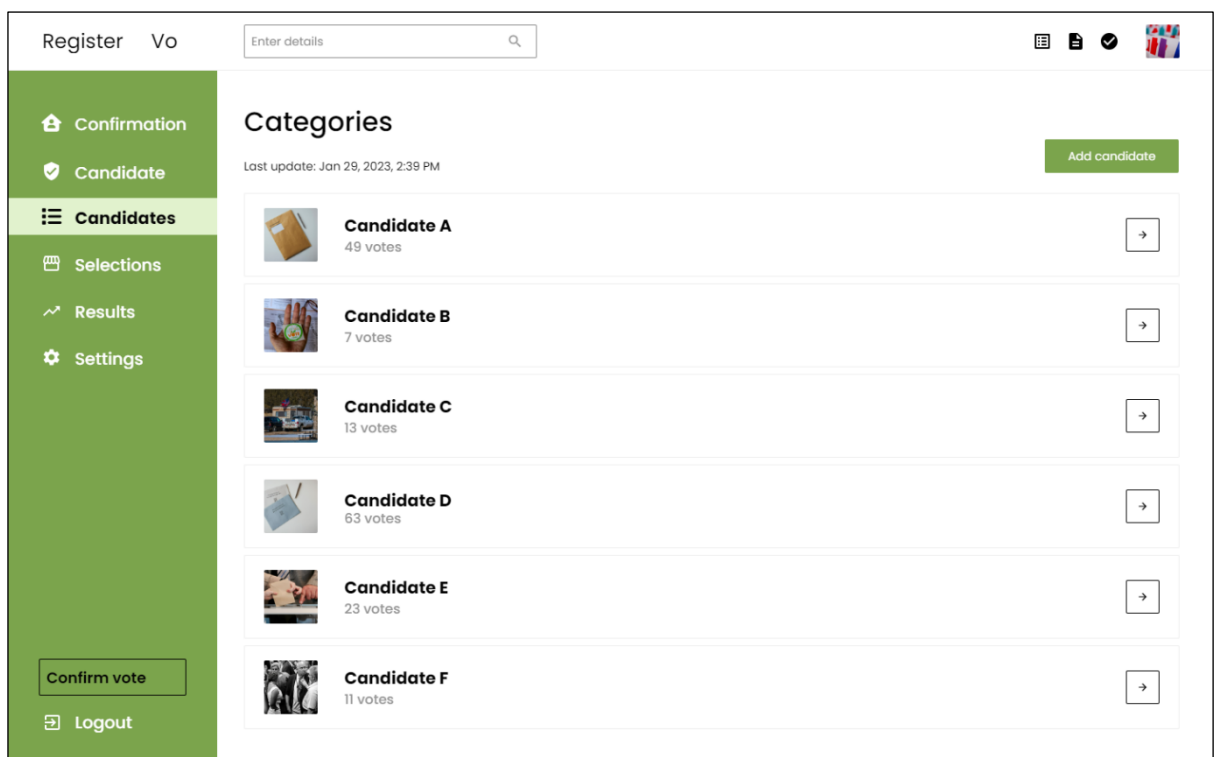 Register Vo
Enter details
Confirmation
Candidate
Candidates
Selections
Results
Settings
Confirm vote
Logout
Categories
Last update: Jan 29, 2023, 2:39 PM
Add candidate
Candidate A
49 votes
Candidate B
7 votes
Candidate C
13 votes
Candidate D
63 votes
Candidate E
23 votes
Candidate F
11 votes